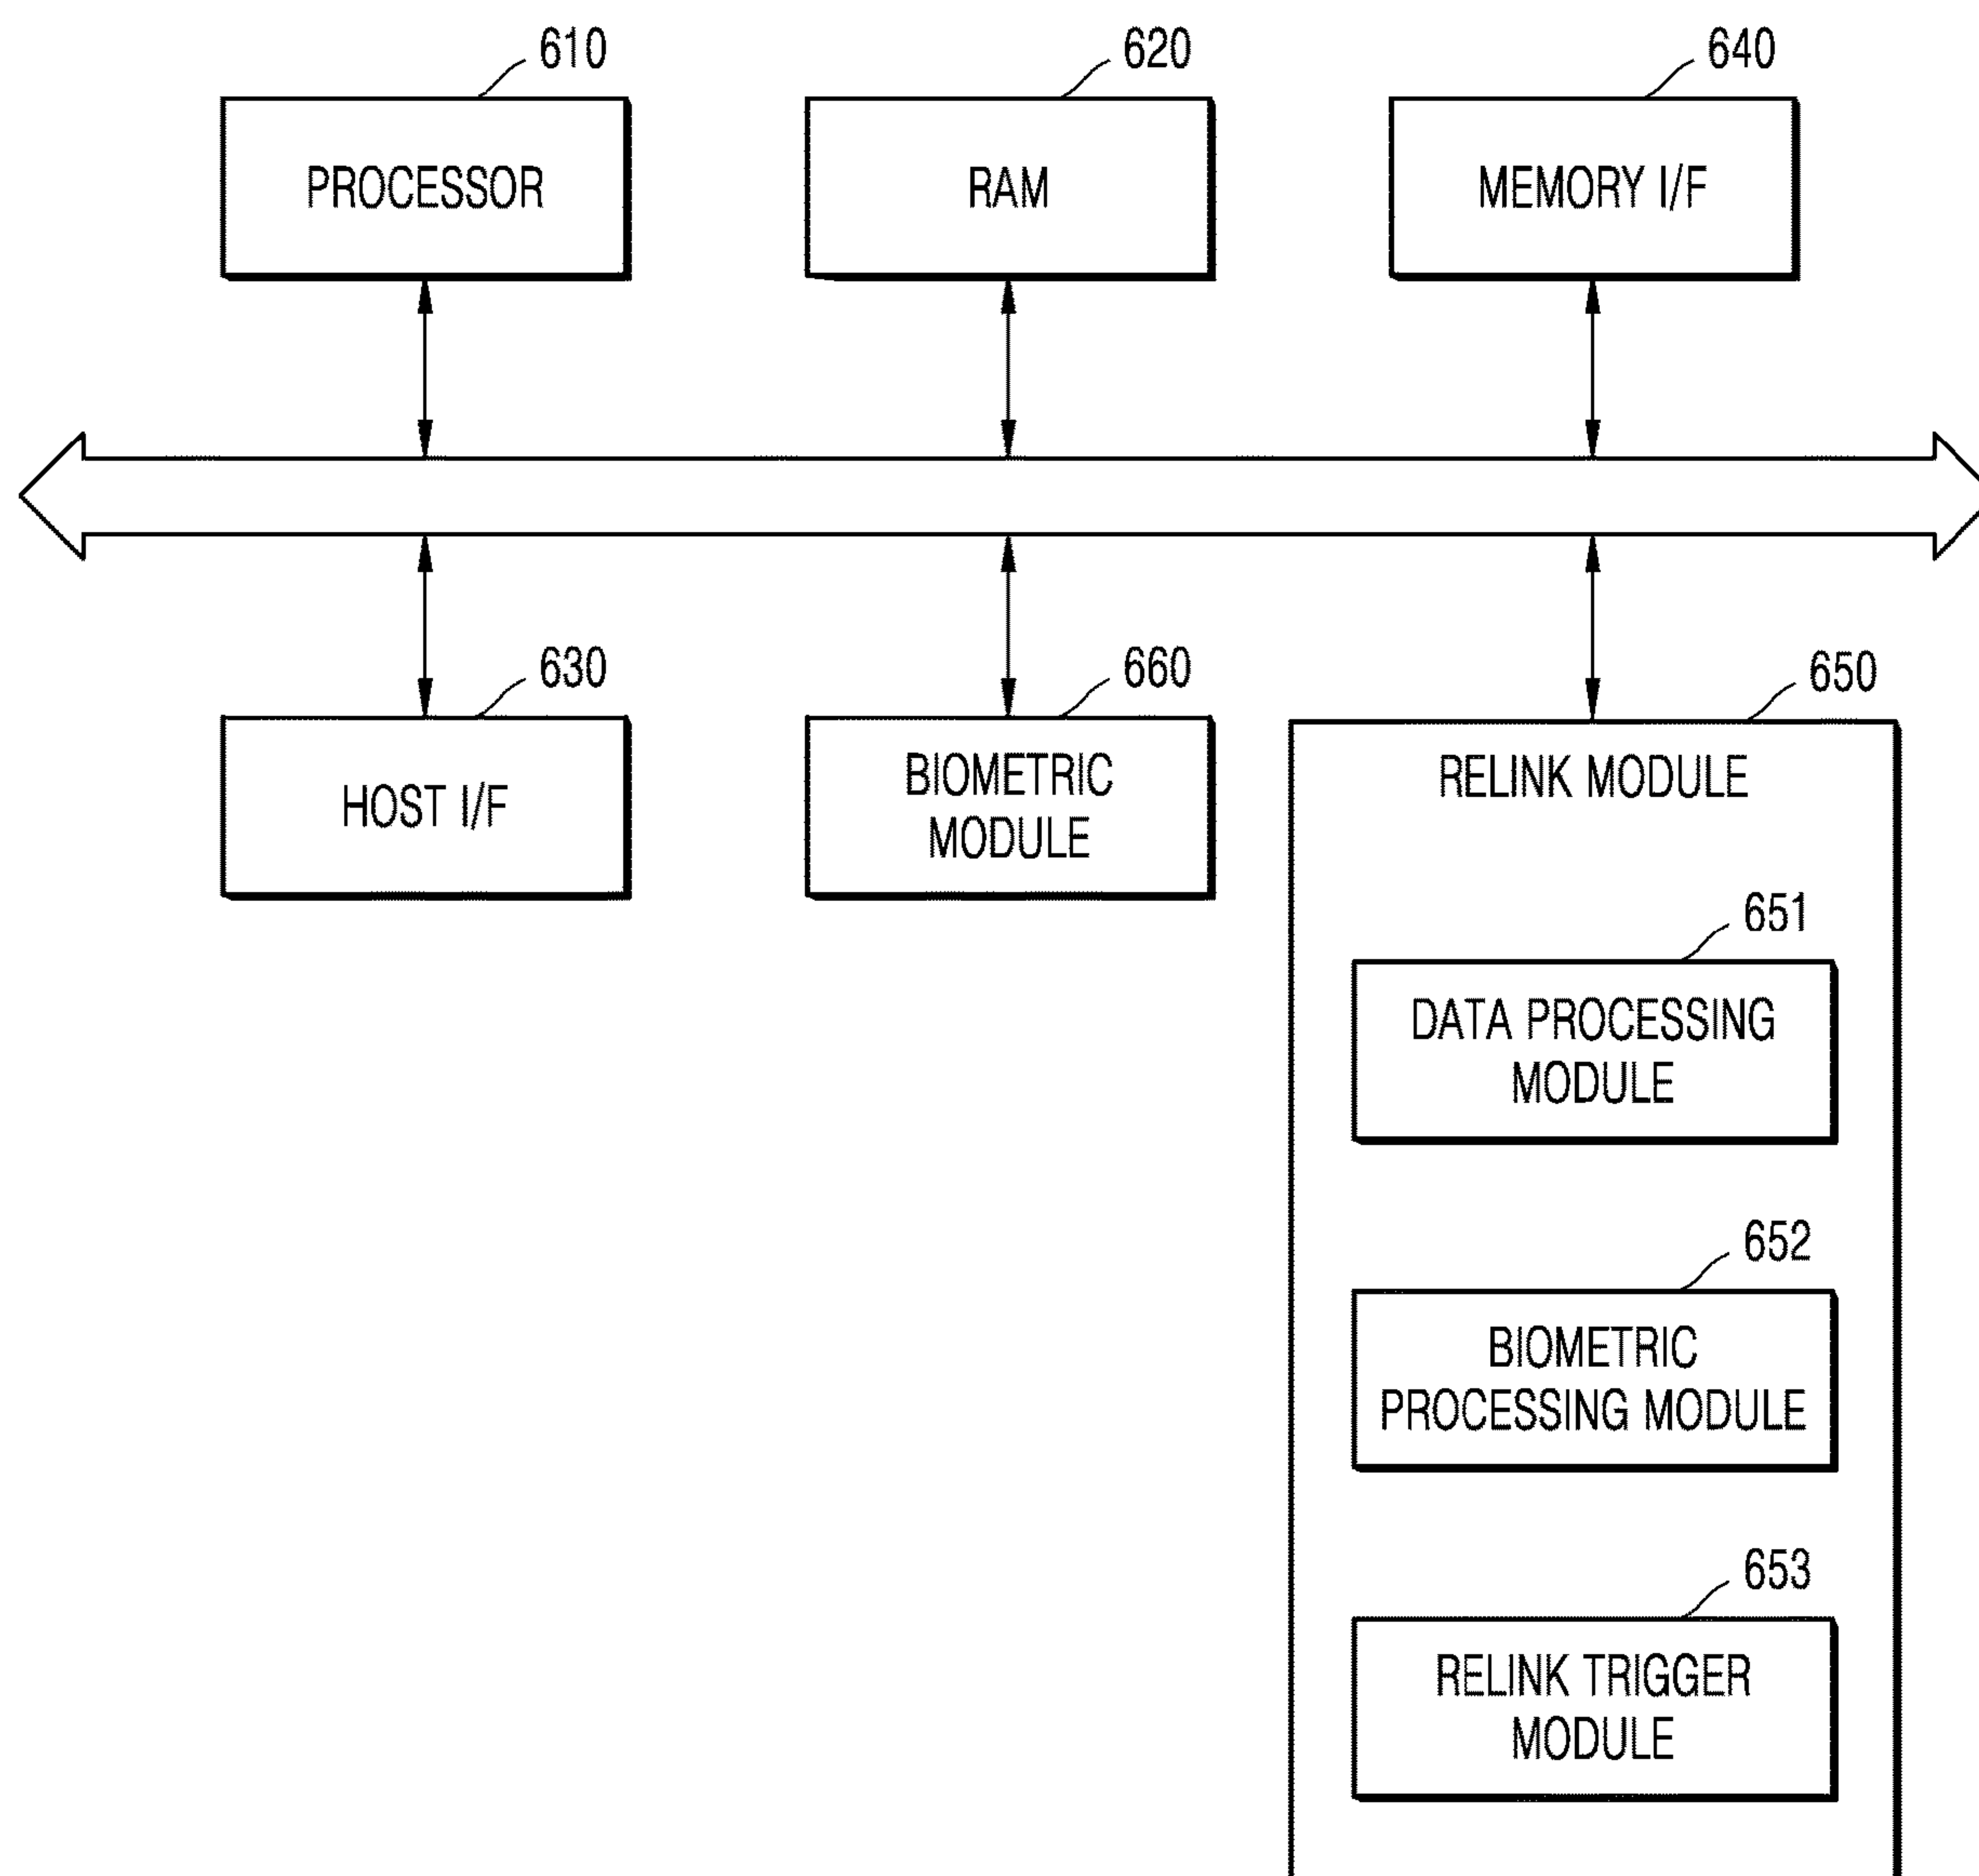 610
PROCESSOR
620
RAM
640
MEMORY I/F
630
HOST I/F
660
BIOMETRIC
MODULE
650
RELINK MODULE
651
DATA PROCESSING
MODULE
652
BIOMETRIC
PROCESSING MODULE
653
RELINK TRIGGER
MODULE